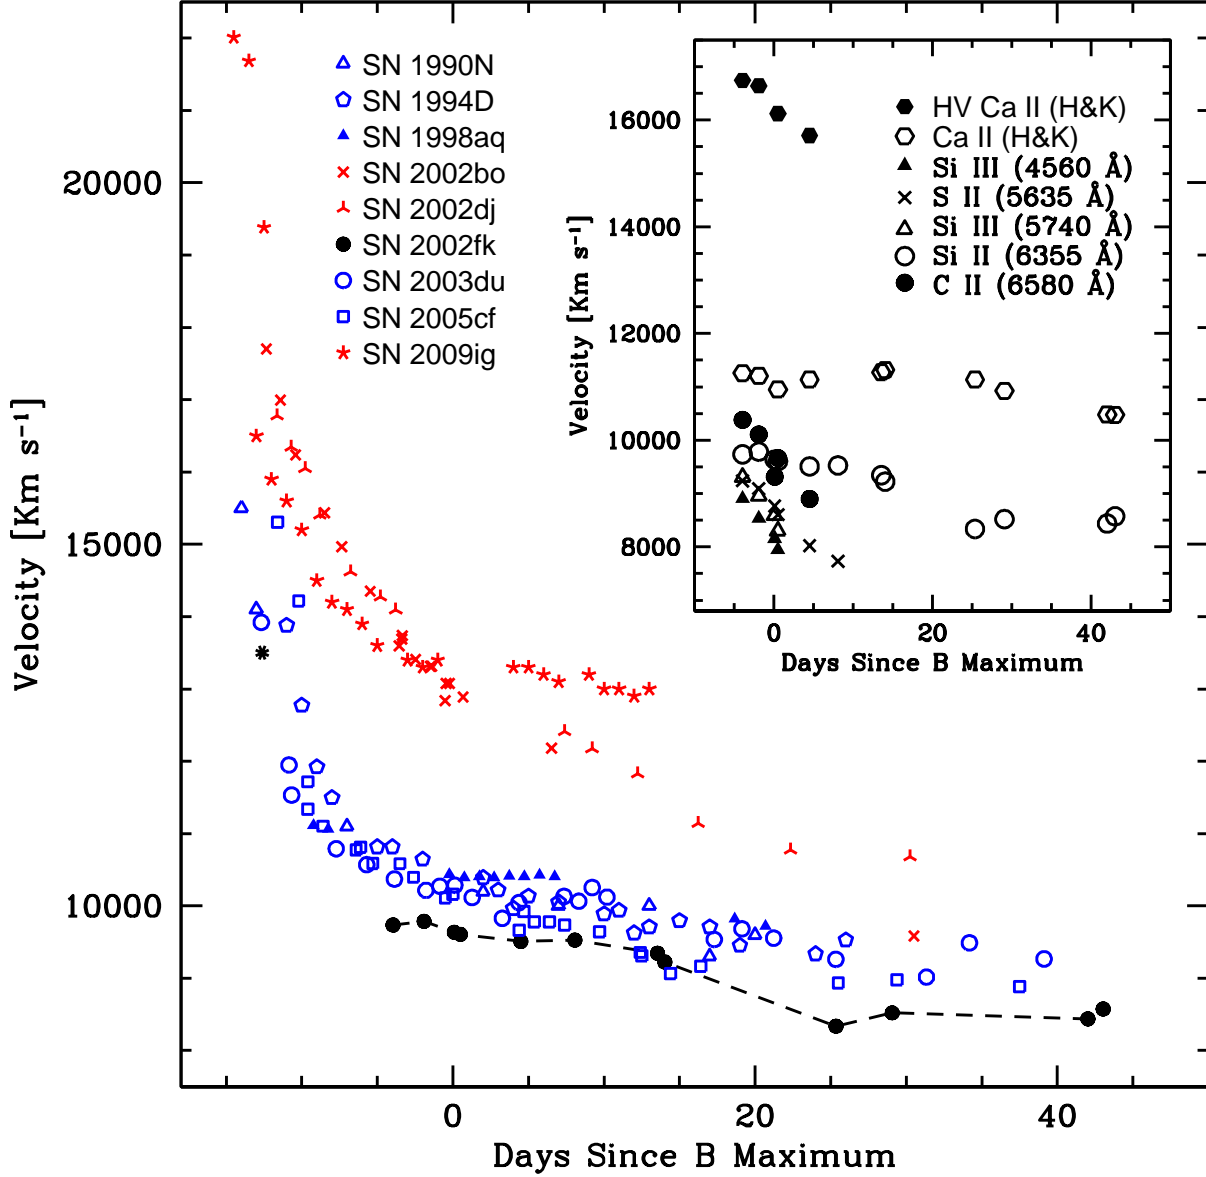 SN 1990N
SN 1994D
SN 1998aq
SN 2002bo
SN 2002dj
SN 2002fk
SN 2003du
SN 2005cf
SN 2009ig
20000
15000
10000
Velocity [Km s⁻¹]
0
20
40
Days Since B Maximum
HV Ca II (H&K)
Ca II (H&K)
Si III (4560 Å)
S II (5635 Å)
Si III (5740 Å)
Si II (6355 Å)
C II (6580 Å)
16000
14000
12000
10000
8000
Velocity [Km s⁻¹]
0
20
40
Days Since B Maximum